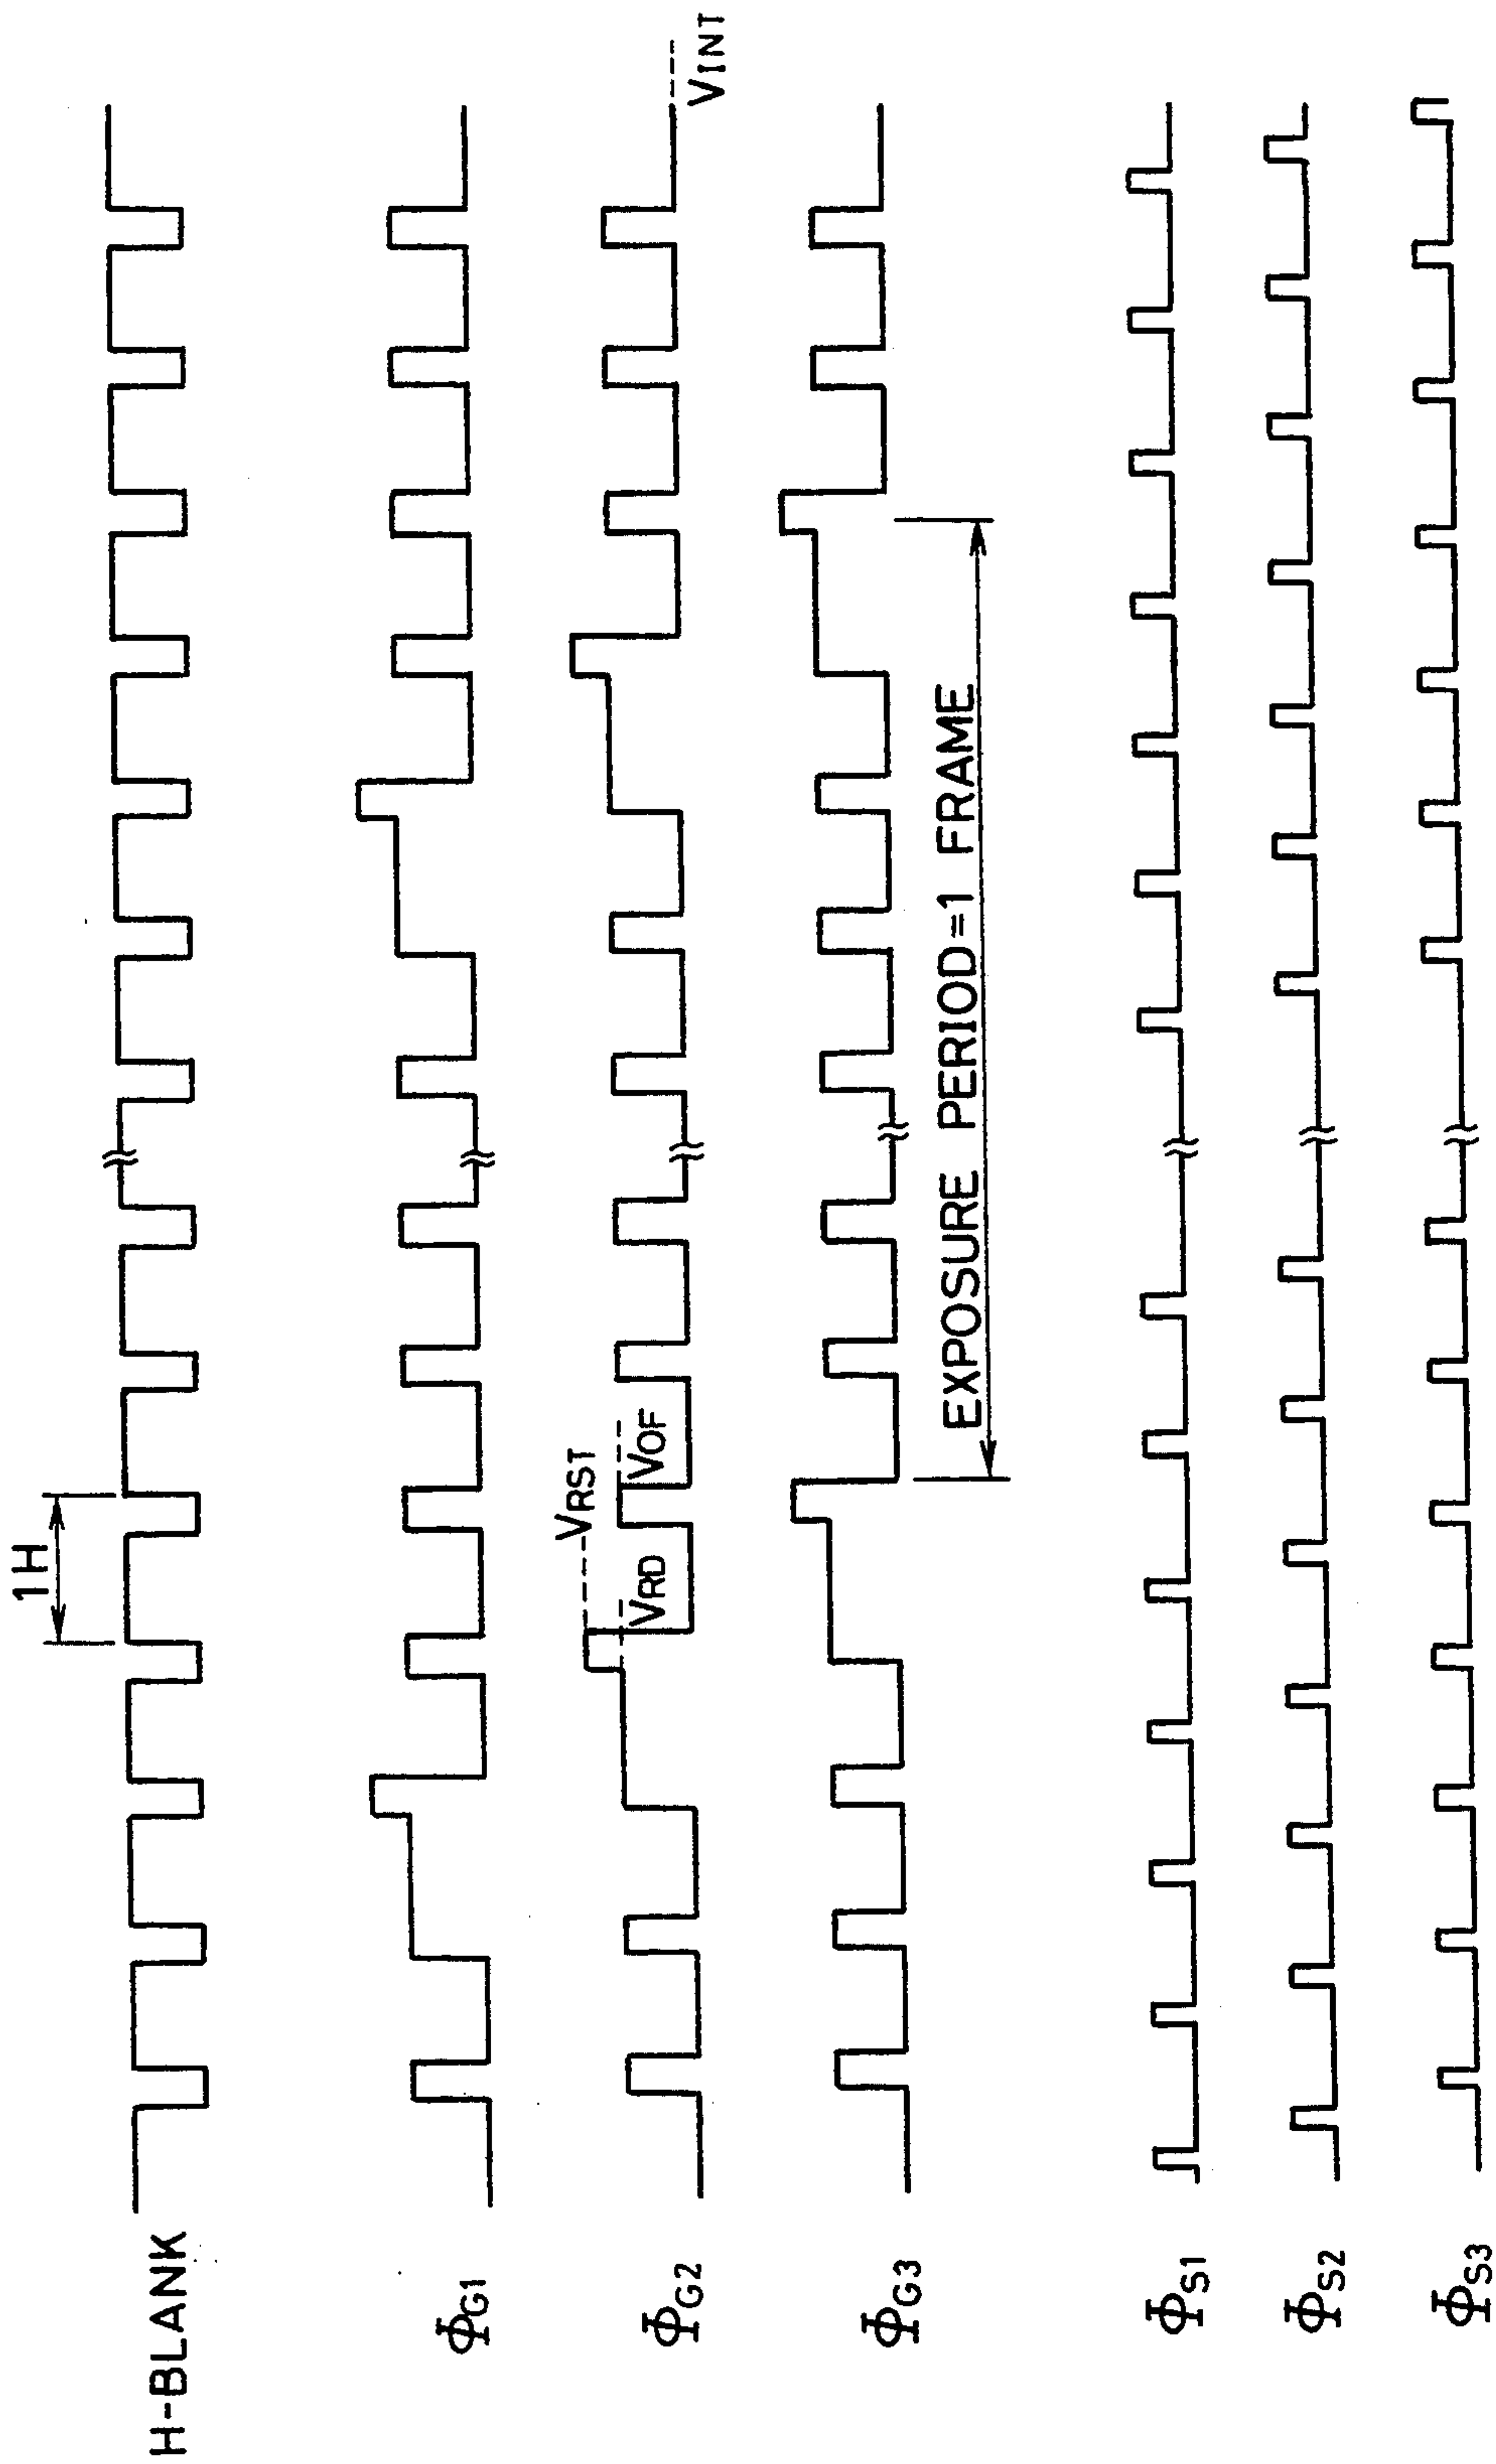 1H
H-BLANK
ΦG1
VRST
VRD
VOF
ΦG2
VINT
ΦG3
EXPOSURE PERIOD=1 FRAME
ΦS1
ΦS2
ΦS3